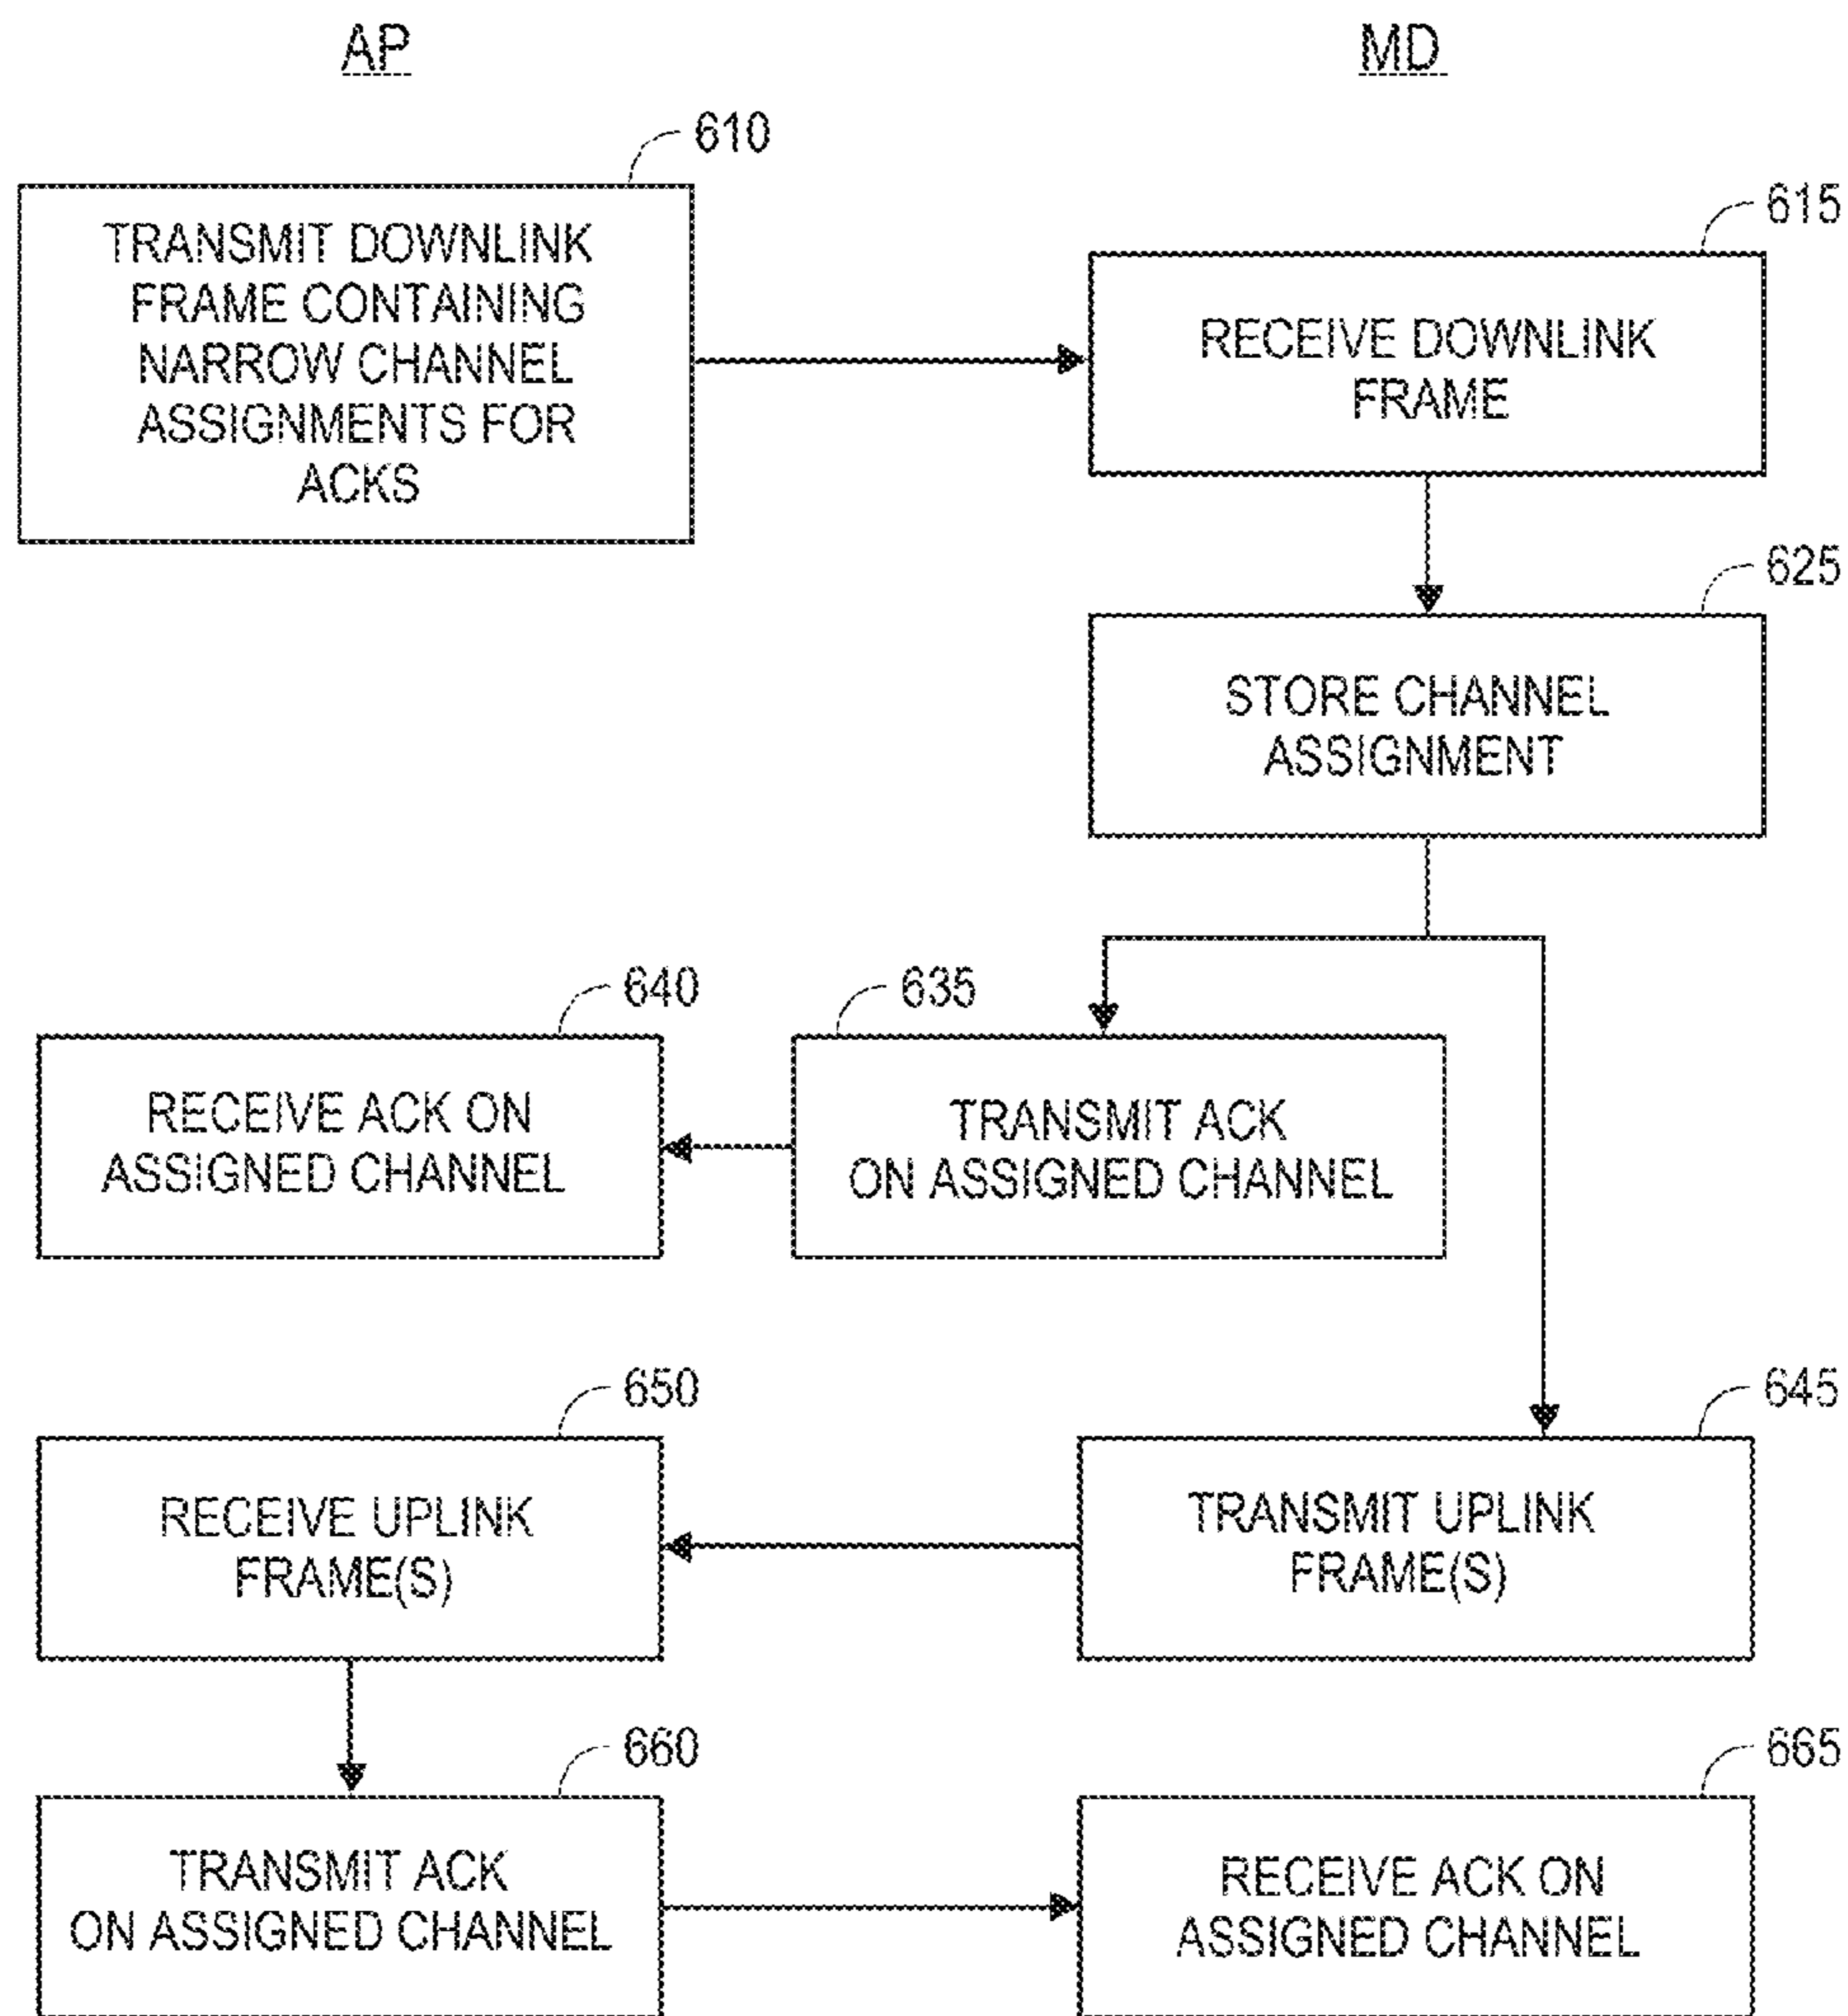 AP
MD
610
TRANSMIT DOWNLINK
FRAME CONTAINING
NARROW CHANNEL
ASSIGNMENTS FOR
ACKS
615
RECEIVE DOWNLINK
FRAME
625
STORE CHANNEL
ASSIGNMENT
640
RECEIVE ACK ON
ASSIGNED CHANNEL
635
TRANSMIT ACK
ON ASSIGNED CHANNEL
650
RECEIVE UPLINK
FRAME(S)
645
TRANSMIT UPLINK
FRAME(S)
660
TRANSMIT ACK
ON ASSIGNED CHANNEL
665
RECEIVE ACK ON
ASSIGNED CHANNEL